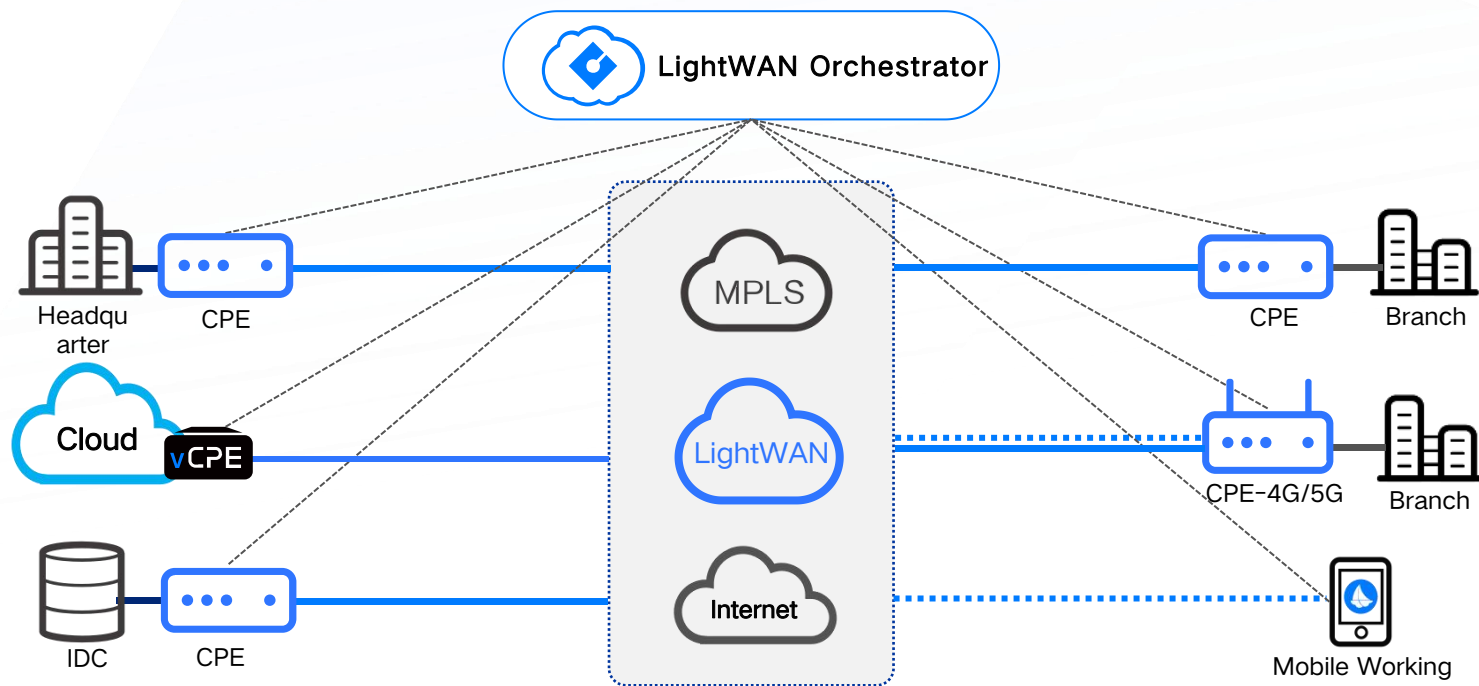 LightWAN Orchestrator
Headqu
arter
CPE
MPLS
CPE
Branch
Cloud
vCPE
LightWAN
CPE-4G/5G
Branch
IDC
CPE
Internet
Mobile Working